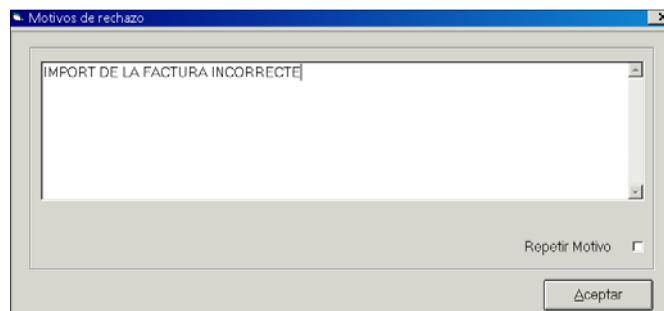 Motivos de rechazo
IMPORT DE LA FACTURA INCORRECTE
Repetir Motivo
Aceptar